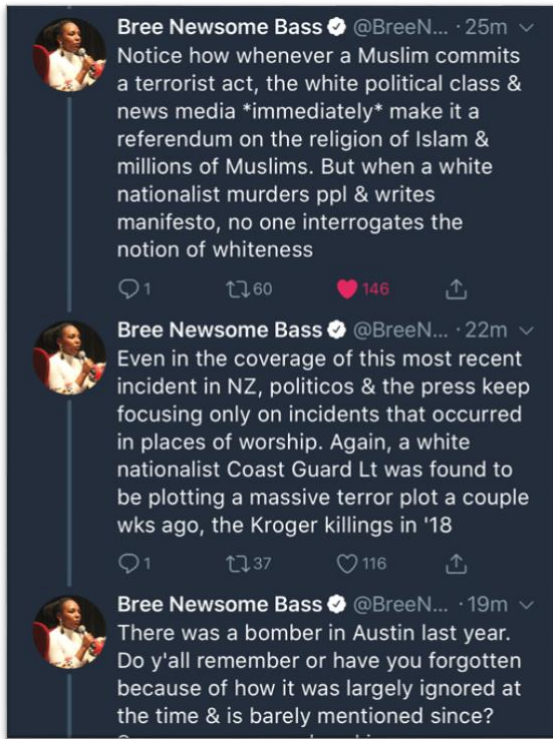 Bree Newsome Bass @BreeN... · 25m
Notice how whenever a Muslim commits
a terrorist act, the white political class &
news media *immediately* make it a
referendum on the religion of Islam &
millions of Muslims. But when a white
nationalist murders ppl & writes
manifesto, no one interrogates the
notion of whiteness
1 60 146
Bree Newsome Bass @BreeN... · 22m
Even in the coverage of this most recent
incident in NZ, politicos & the press keep
focusing only on incidents that occurred
in places of worship. Again, a white
nationalist Coast Guard Lt was found to
be plotting a massive terror plot a couple
wks ago, the Kroger killings in '18
1 37 116
Bree Newsome Bass @BreeN... · 19m
There was a bomber in Austin last year.
Do y'all remember or have you forgotten
because of how it was largely ignored at
the time & is barely mentioned since?